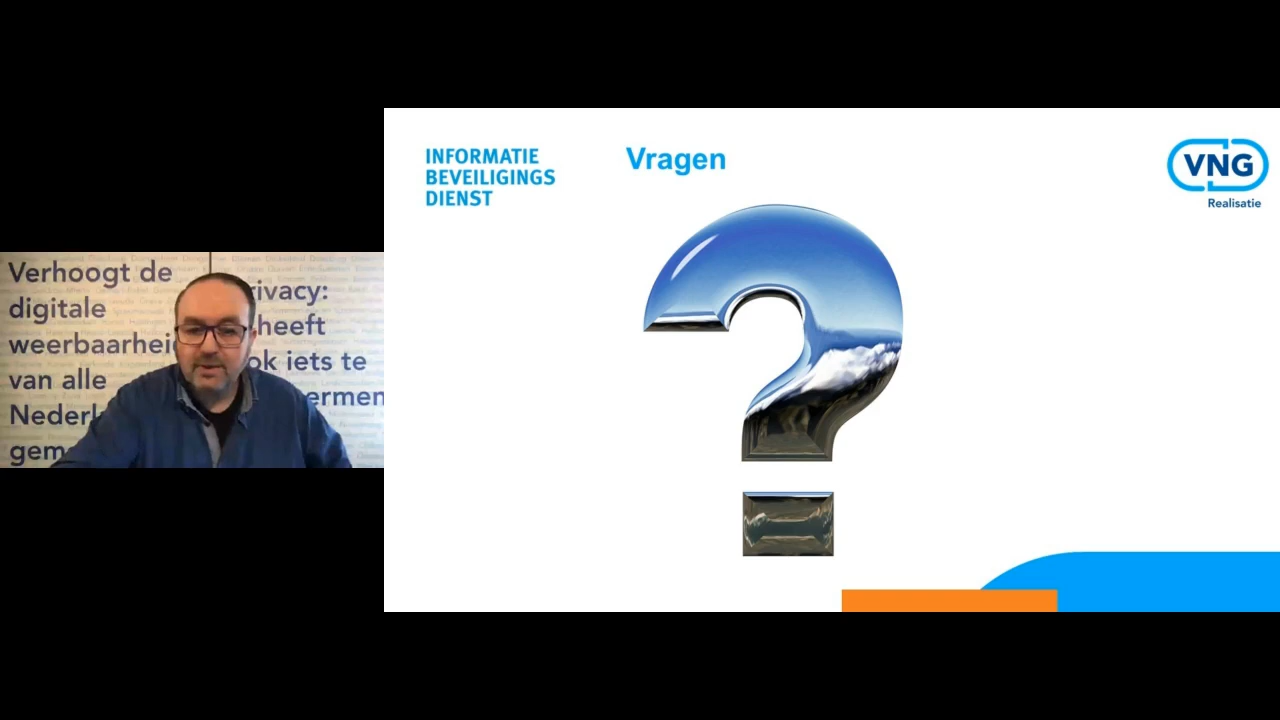 INFORMATIE
BEVEILIGINGS
DIENST
Vragen
VNG
Realisatie
Verhoogt de
digitale
weerbaarhei
van alle
Nederl
gem
rivacy:
heeft
ok iets te
ermen